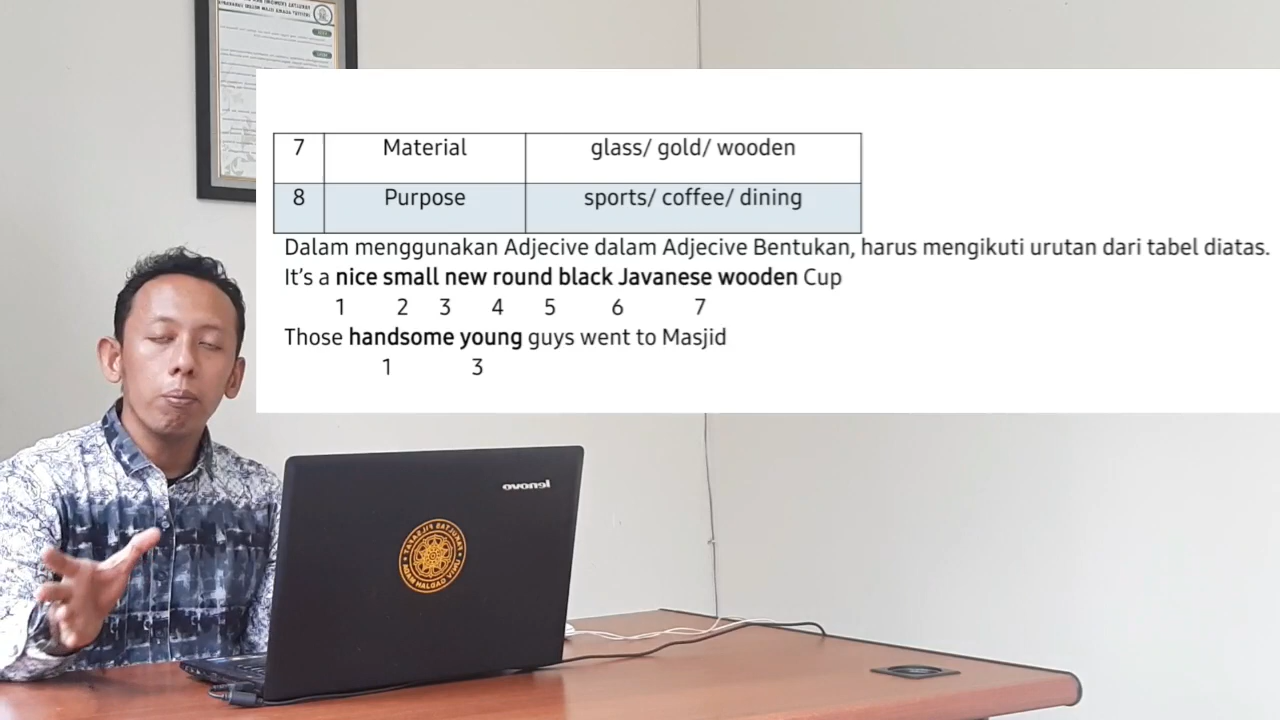 7 Material glass/ gold/ wooden
8 Purpose sports/ coffee/ dining
Dalam menggunakan Adjecive dalam Adjecive Bentukan, harus mengikuti urutan dari tabel diatas.
It's a nice small new round black Javanese wooden Cup
1 2 3 4 5 6 7
Those handsome young guys went to Masjid
1 3
lenovo